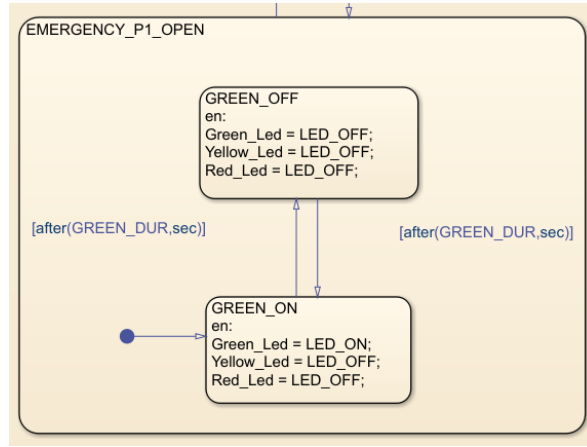 EMERGENCY_P1_OPEN
GREEN_OFF
en:
Green_Led = LED_OFF;
Yellow_Led = LED_OFF;
Red_Led = LED_OFF;
[after(GREEN_DUR,sec)]
[after(GREEN_DUR,sec)]
GREEN_ON
en:
Green_Led = LED_ON;
Yellow_Led = LED_OFF;
Red_Led = LED_OFF;